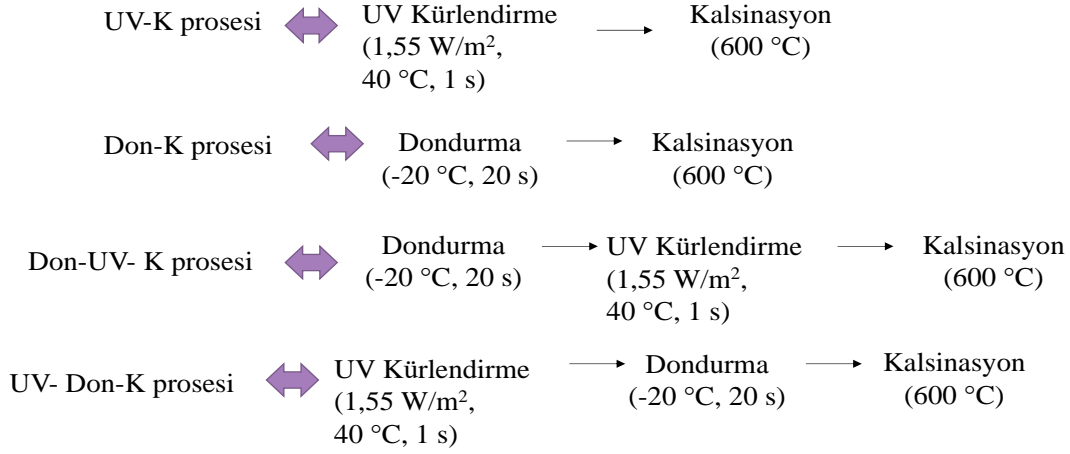 UV-K prosesi
UV Kürlendirme
(1,55 W/m²,
40 °C, 1 s)
Kalsinasyon
(600 °C)
Don-K prosesi
Dondurma
(-20 °C, 20 s)
Kalsinasyon
(600 °C)
Don-UV- K prosesi
Dondurma
(-20 °C, 20 s)
UV Kürlendirme
(1,55 W/m²,
40 °C, 1 s)
Kalsinasyon
(600 °C)
UV- Don-K prosesi
UV Kürlendirme
(1,55 W/m²,
40 °C, 1 s)
Dondurma
(-20 °C, 20 s)
Kalsinasyon
(600 °C)